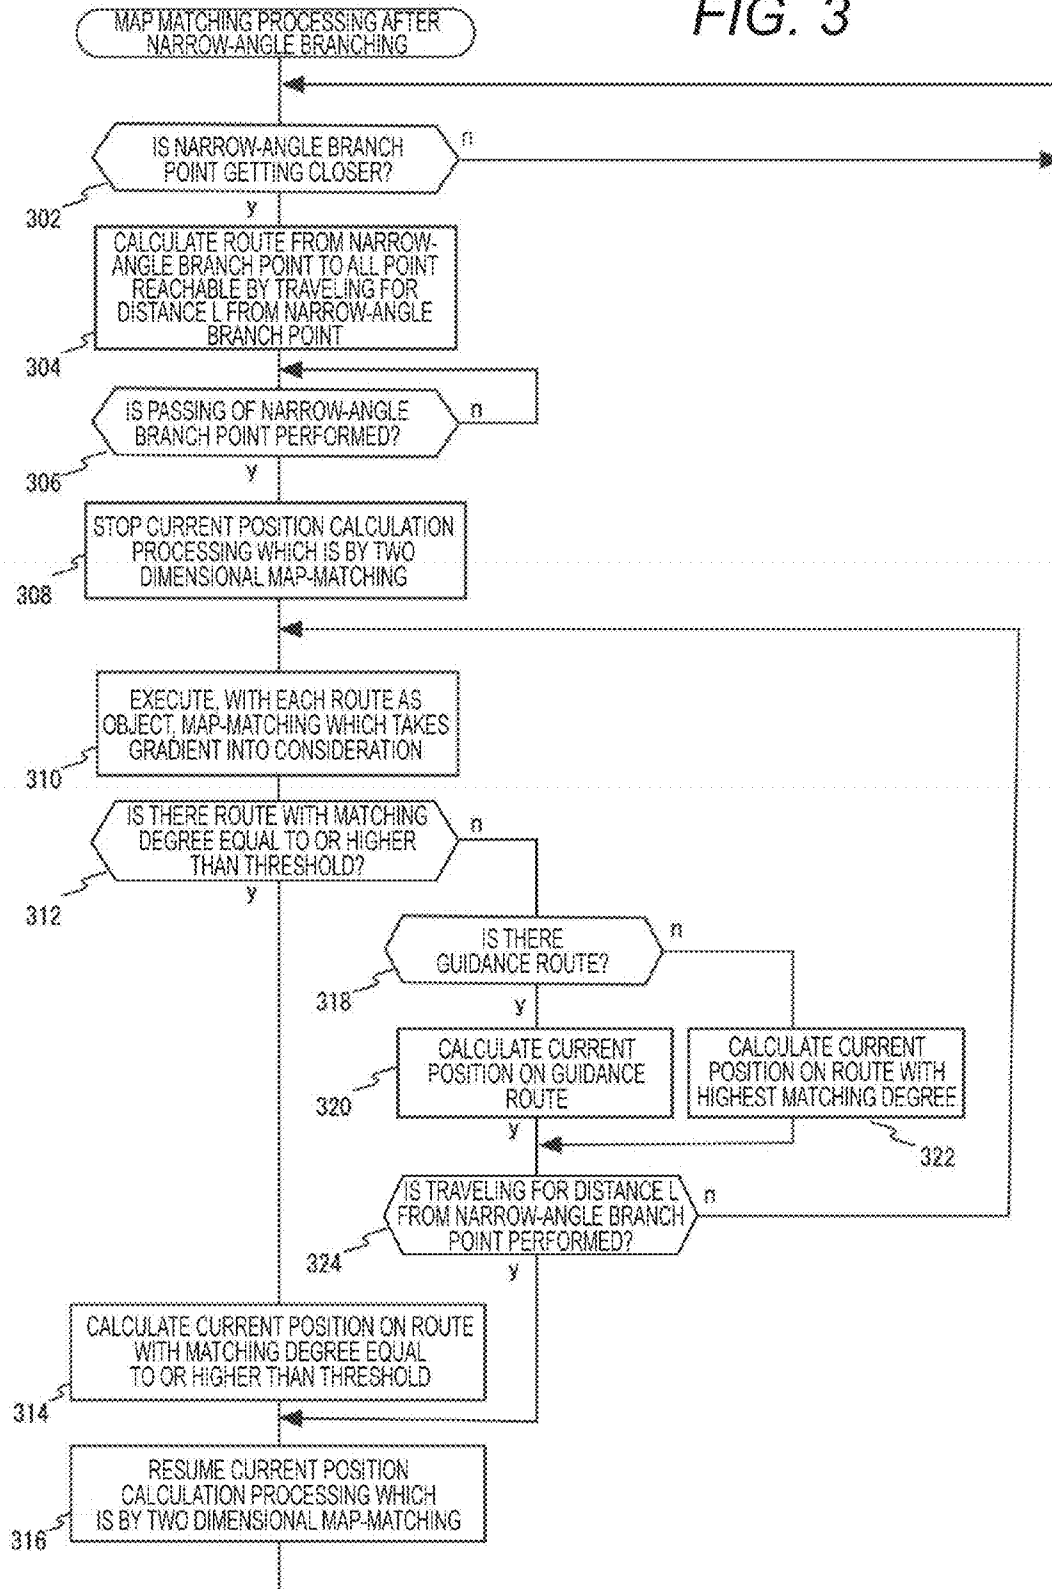 FIG. 3
MAP MATCHING PROCESSING AFTER
NARROW-ANGLE BRANCHING
IS NARROW-ANGLE BRANCH
POINT GETTING CLOSER?
n
302
y
CALCULATE ROUTE FROM NARROW-
ANGLE BRANCH POINT TO ALL POINT
REACHABLE BY TRAVELING FOR
DISTANCE L FROM NARROW-ANGLE
BRANCH POINT
304
IS PASSING OF NARROW-ANGLE
BRANCH POINT PERFORMED?
n
306
y
STOP CURRENT POSITION CALCULATION
PROCESSING WHICH IS BY TWO
DIMENSIONAL MAP-MATCHING
308
EXECUTE, WITH EACH ROUTE AS
OBJECT, MAP-MATCHING WHICH TAKES
GRADIENT INTO CONSIDERATION
310
IS THERE ROUTE WITH MATCHING
DEGREE EQUAL TO OR HIGHER
THAN THRESHOLD?
n
312
y
IS THERE
GUIDANCE ROUTE?
n
318
y
CALCULATE CURRENT
POSITION ON GUIDANCE
ROUTE
320
y
CALCULATE CURRENT
POSITION ON ROUTE WITH
HIGHEST MATCHING DEGREE
322
IS TRAVELING FOR DISTANCE L
FROM NARROW-ANGLE BRANCH
POINT PERFORMED?
n
324
y
CALCULATE CURRENT POSITION ON ROUTE
WITH MATCHING DEGREE EQUAL
TO OR HIGHER THAN THRESHOLD
314
RESUME CURRENT POSITION
CALCULATION PROCESSING WHICH
IS BY TWO DIMENSIONAL MAP-MATCHING
316